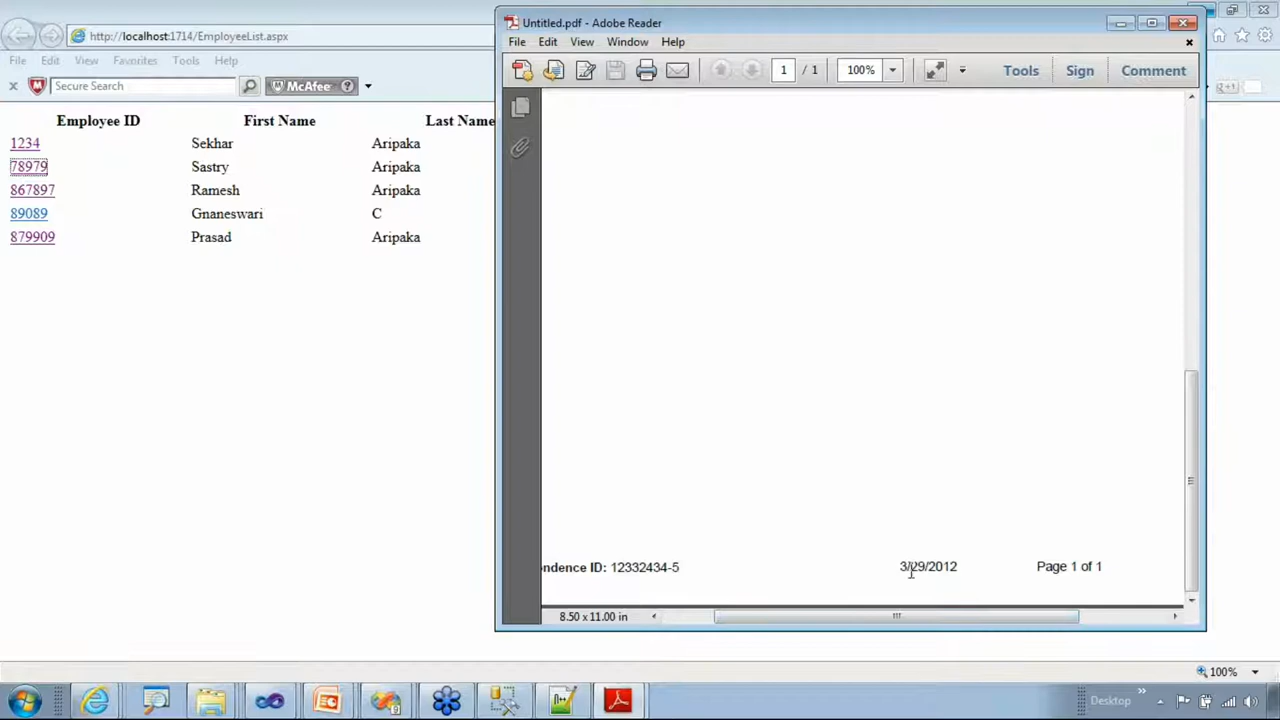 Untitled.pdf - Adobe Reader
File Edit View Window Help
1 / 1 100% Tools Sign Comment
http://localhost:1714/EmployeeList.aspx
File Edit View Favorites Tools Help
Secure Search McAfee
Employee ID First Name Last Name
1234 Sekhar Aripaka
78979 Sastry Aripaka
867897 Ramesh Aripaka
89089 Gnaneswari C
879909 Prasad Aripaka
ndence ID: 12332434-5 3/29/2012 Page 1 of 1
8.50 x 11.00 in
100%
Desktop